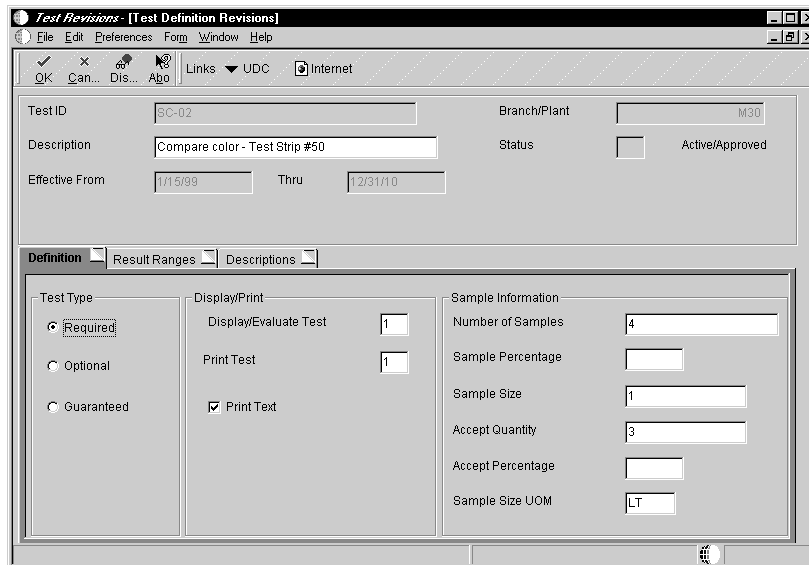 Test Revisions - [Test Definition Revisions]
File Edit Preferences Form Window Help
OK Can... Dis... Abo Links UDC Internet
Test ID SC-02 Branch/Plant M30
Description Compare color - Test Strip #50 Status Active/Approved
Effective From 1/15/99 Thru 12/31/10
Definition Result Ranges Descriptions
Test Type Display/Print Sample Information
Required Display/Evaluate Test 1 Number of Samples 4
Optional Print Test 1 Sample Percentage
Sample Size 1
Guaranteed Print Text Accept Quantity 3
Accept Percentage
Sample Size UOM LT